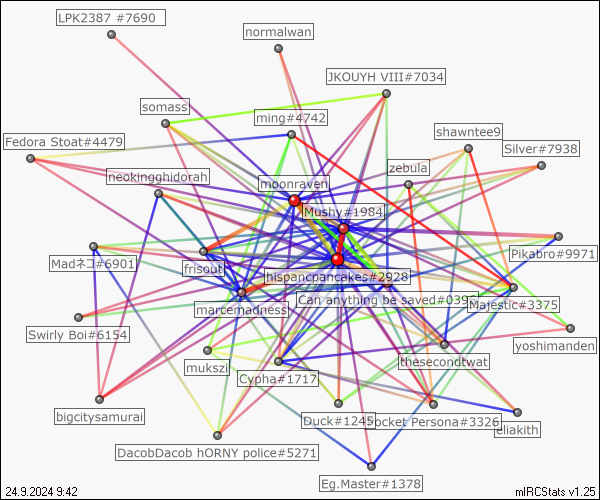 LPK2387 #7690
normalwan
JKOUYH VIII#7034
somass
ming#4742
shawntee9
Fedora Stoat#4479
Silver#7938
zebula
neokingghidorah
moonraven
Mushy#1984
Pikabro#9971
Madネコ#6901
frisout
hispancpancakes#2928
Can anything be saved#039
Majestic#3375
marcemadness
Swirly Boi#6154
yoshimanden
thesecondtwat
mukszi
Cypha#1717
bigcitysamurai
Duck#1245
ocket Persona#3326
eliakith
DacobDacob hORNY police#5271
Eg.Master#1378
24.9.2024 9:42
mIRCStats v1.25